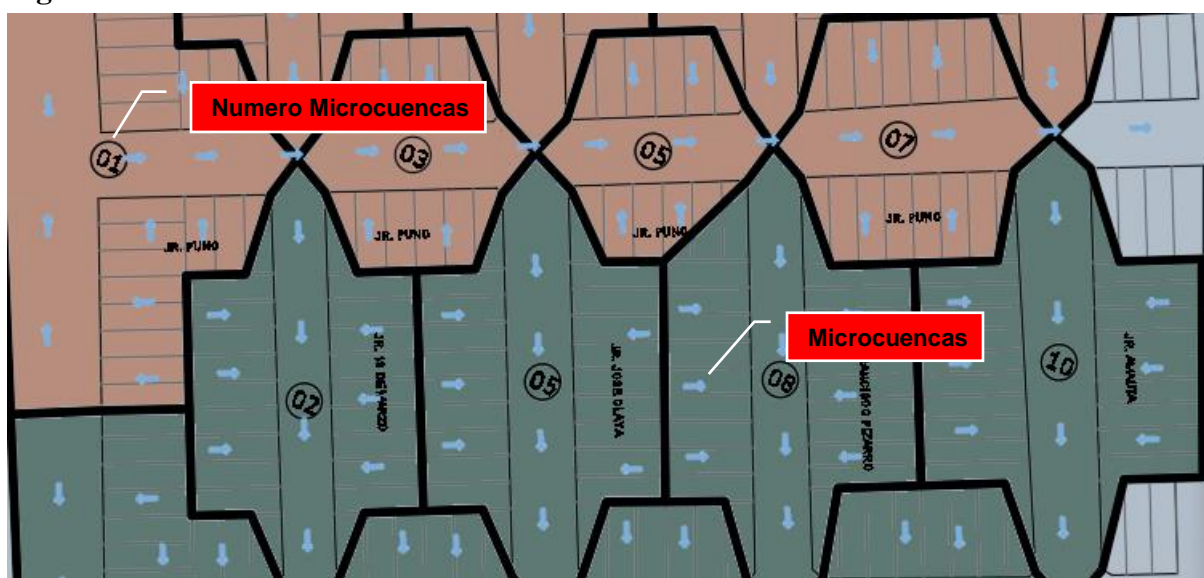 Numero Microcuencas
01
03
05
07
JR. PUNO
JR. PUNO
JR. PUNO
JR. PUNO
Microcuencas
02
05
08
10
JR. JOSE OLAYA
PIZARRO
JR. AMAUTA